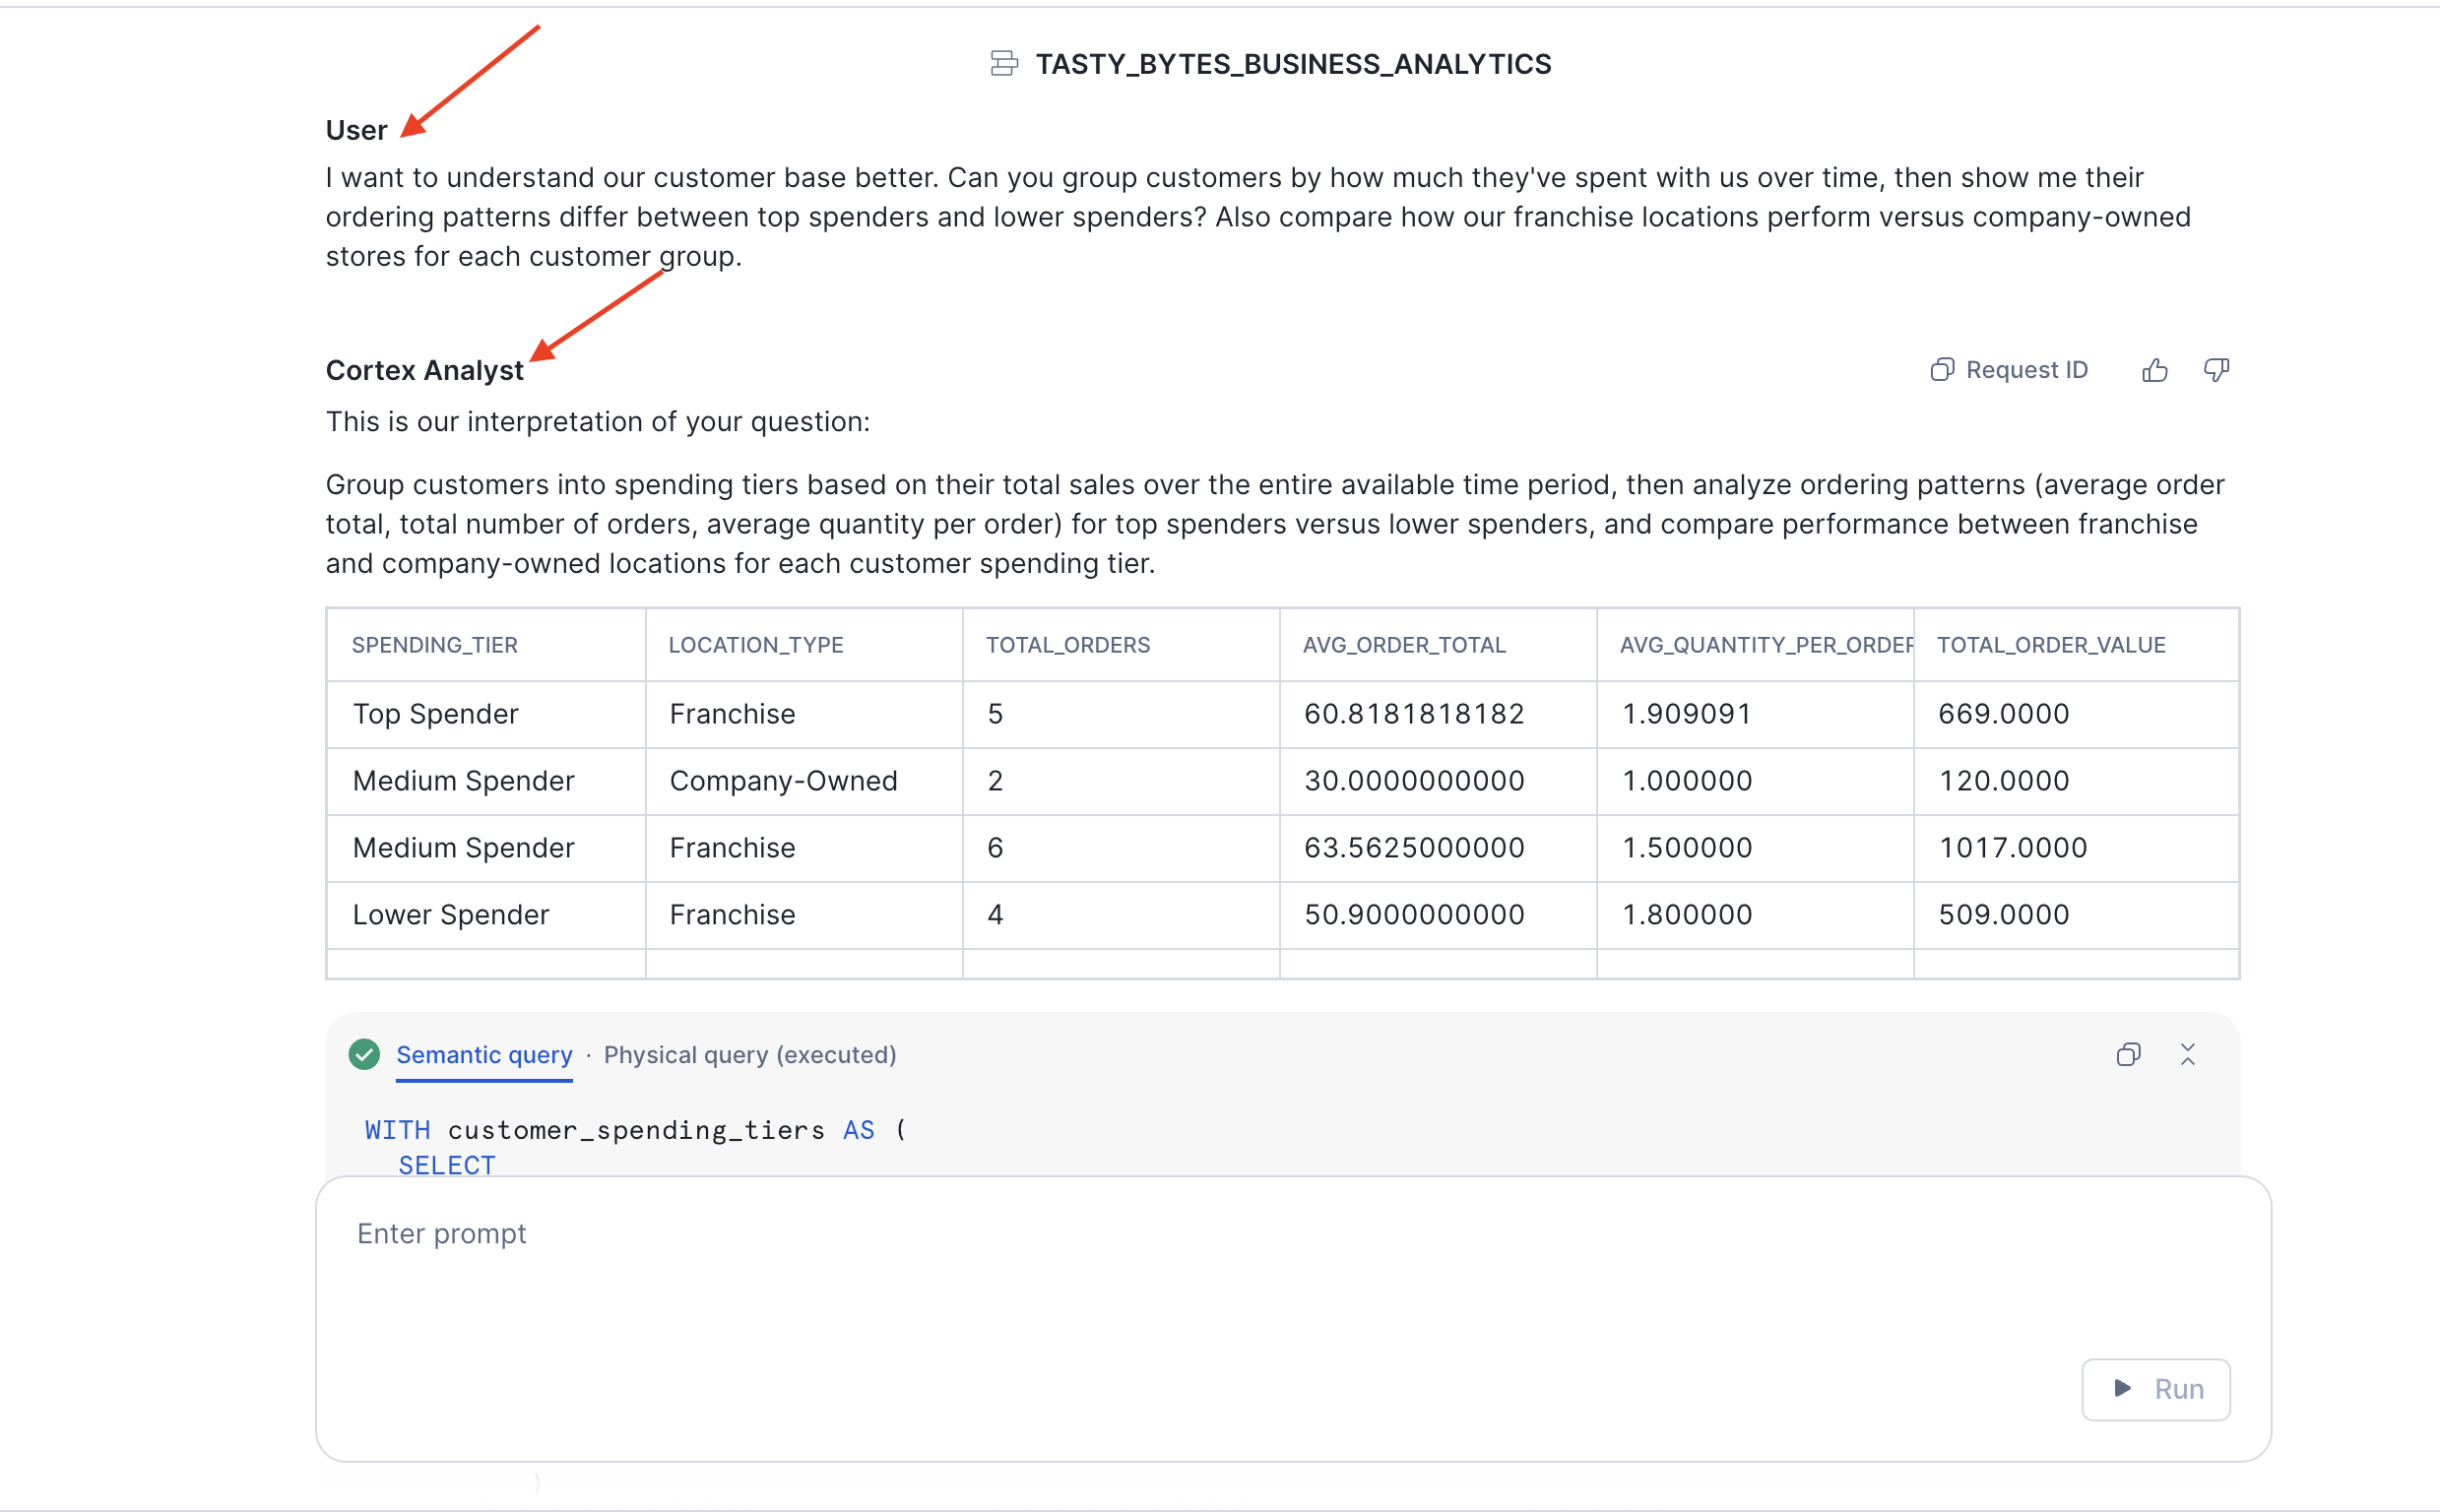 TASTY_BYTES_BUSINESS_ANALYTICS
User
I want to understand our customer base better. Can you group customers by how much they've spent with us over time, then show me their
ordering patterns differ between top spenders and lower spenders? Also compare how our franchise locations perform versus company-owned
stores for each customer group.
Cortex Analyst
Request ID
This is our interpretation of your question:
Group customers into spending tiers based on their total sales over the entire available time period, then analyze ordering patterns (average order
total, total number of orders, average quantity per order) for top spenders versus lower spenders, and compare performance between franchise
and company-owned locations for each customer spending tier.
SPENDING_TIER LOCATION_TYPE TOTAL_ORDERS AVG_ORDER_TOTAL AVG_QUANTITY_PER_ORDER TOTAL_ORDER_VALUE
Top Spender Franchise 5 60.8181818182 1.909091 669.0000
Medium Spender Company-Owned 2 30.0000000000 1.000000 120.0000
Medium Spender Franchise 6 63.5625000000 1.500000 1017.0000
Lower Spender Franchise 4 50.9000000000 1.800000 509.0000
Semantic query · Physical query (executed)
WITH customer_spending_tiers AS (
SELECT
Enter prompt
Run
)